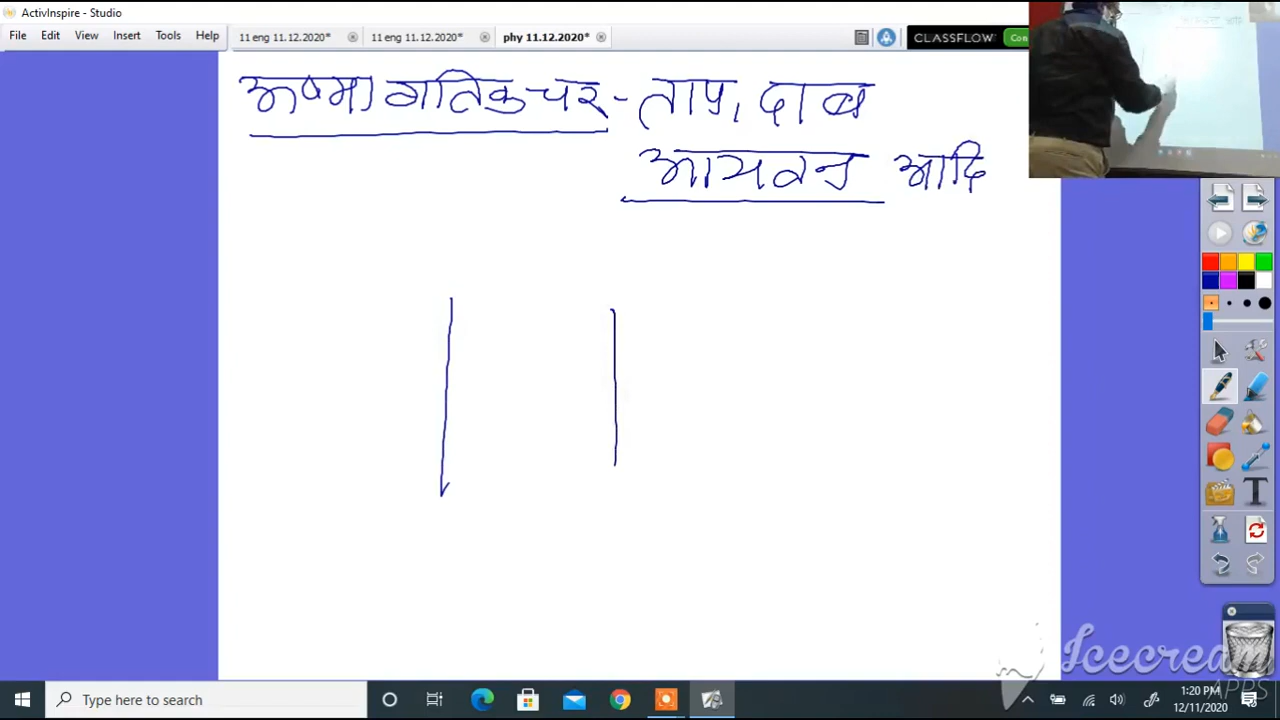 ActivInspire - Studio
File Edit View Insert Tools Help
11 eng 11.12.2020* 11 eng 11.12.2020* phy 11.12.2020*
CLASSFLOW Con
ऊष्मा गतिक चर - ताप, दाब
आयतन आदि
Icecream
APPS
Type here to search
1:20 PM
12/11/2020